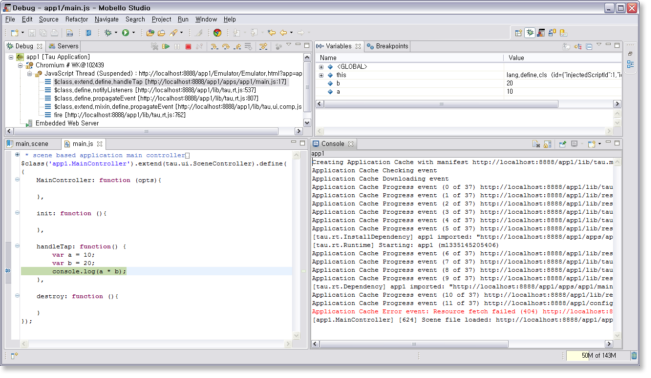 Debug - app1/main.js - Mobello Studio
File Edit Source Refactor Navigate Search Project Run Window Help
Debug
Servers
app1 [Tau Application]
Chromium # WK@102439
JavaScript Thread (Suspended) : http://localhost:8888/app1/Emulator/Emulator.html?app=ap
$class,extend,define,handleTap [http://localhost:8888/app1/apps/app1/main.js:17]
$class,define,notifyListeners [http://localhost:8888/app1/lib/tau,rt,js:537]
$class,define,propagateEvent [http://localhost:8888/app1/lib/tau,rt,js:807]
$class,extend,mixin,define,propagateEvent [http://localhost:8888/app1/lib/tau,ui,comp,js
fire [http://localhost:8888/app1/lib/tau,rt,js:762]
Embedded Web Server
Variables
Breakpoints
Name Value
<GLOBAL>
this lang,define,cls (id={"injectedScriptId":1,"i
b 20
a 10
main.scene
main.js
* scene based application main controller
$class('app1.MainController').extend(tau.ui.SceneController).define(
{
MainController: function (opts){
},
init: function (){
},
handleTap: function() {
var a = 10;
var b = 20;
console.log(a * b);
},
destroy: function (){
}
});
Console
app1
Creating Application Cache with manifest http://localhost:8888/app1/lib/tau.m
Application Cache Checking event
Application Cache Downloading event
Application Cache Progress event (0 of 37) http://localhost:8888/app1/lib/tau
Application Cache Progress event (1 of 37) http://localhost:8888/app1/lib/res
Application Cache Progress event (2 of 37) http://localhost:8888/app1/lib/res
Application Cache Progress event (3 of 37) http://localhost:8888/app1/lib/tau
Application Cache Progress event (4 of 37) http://localhost:8888/app1/lib/res
Application Cache Progress event (5 of 37) http://localhost:8888/app1/lib/res
[tau.rt.InstallDependency] app1 imported: "http://localhost:8888/app1/apps/ap
[tau.rt.Runtime] Starting: app1 (m1335145205406)
Application Cache Progress event (6 of 37) http://localhost:8888/app1/lib/res
Application Cache Progress event (7 of 37) http://localhost:8888/app1/lib/tau
Application Cache Progress event (8 of 37) http://localhost:8888/app1/lib/tau
Application Cache Progress event (9 of 37) http://localhost:8888/app1/lib/res
[tau.rt.Dependency] app1 imported: "http://localhost:8888/app1/apps/app1/main
Application Cache Progress event (10 of 37) http://localhost:8888/app1/lib/re
Application Cache Progress event (11 of 37) http://localhost:8888/app1/config
Application Cache Error event: Resource fetch failed (404) http://localhost:8
[app1.MainController] [624] Scene file loaded: http://localhost:8888/app1/app
50M of 143M